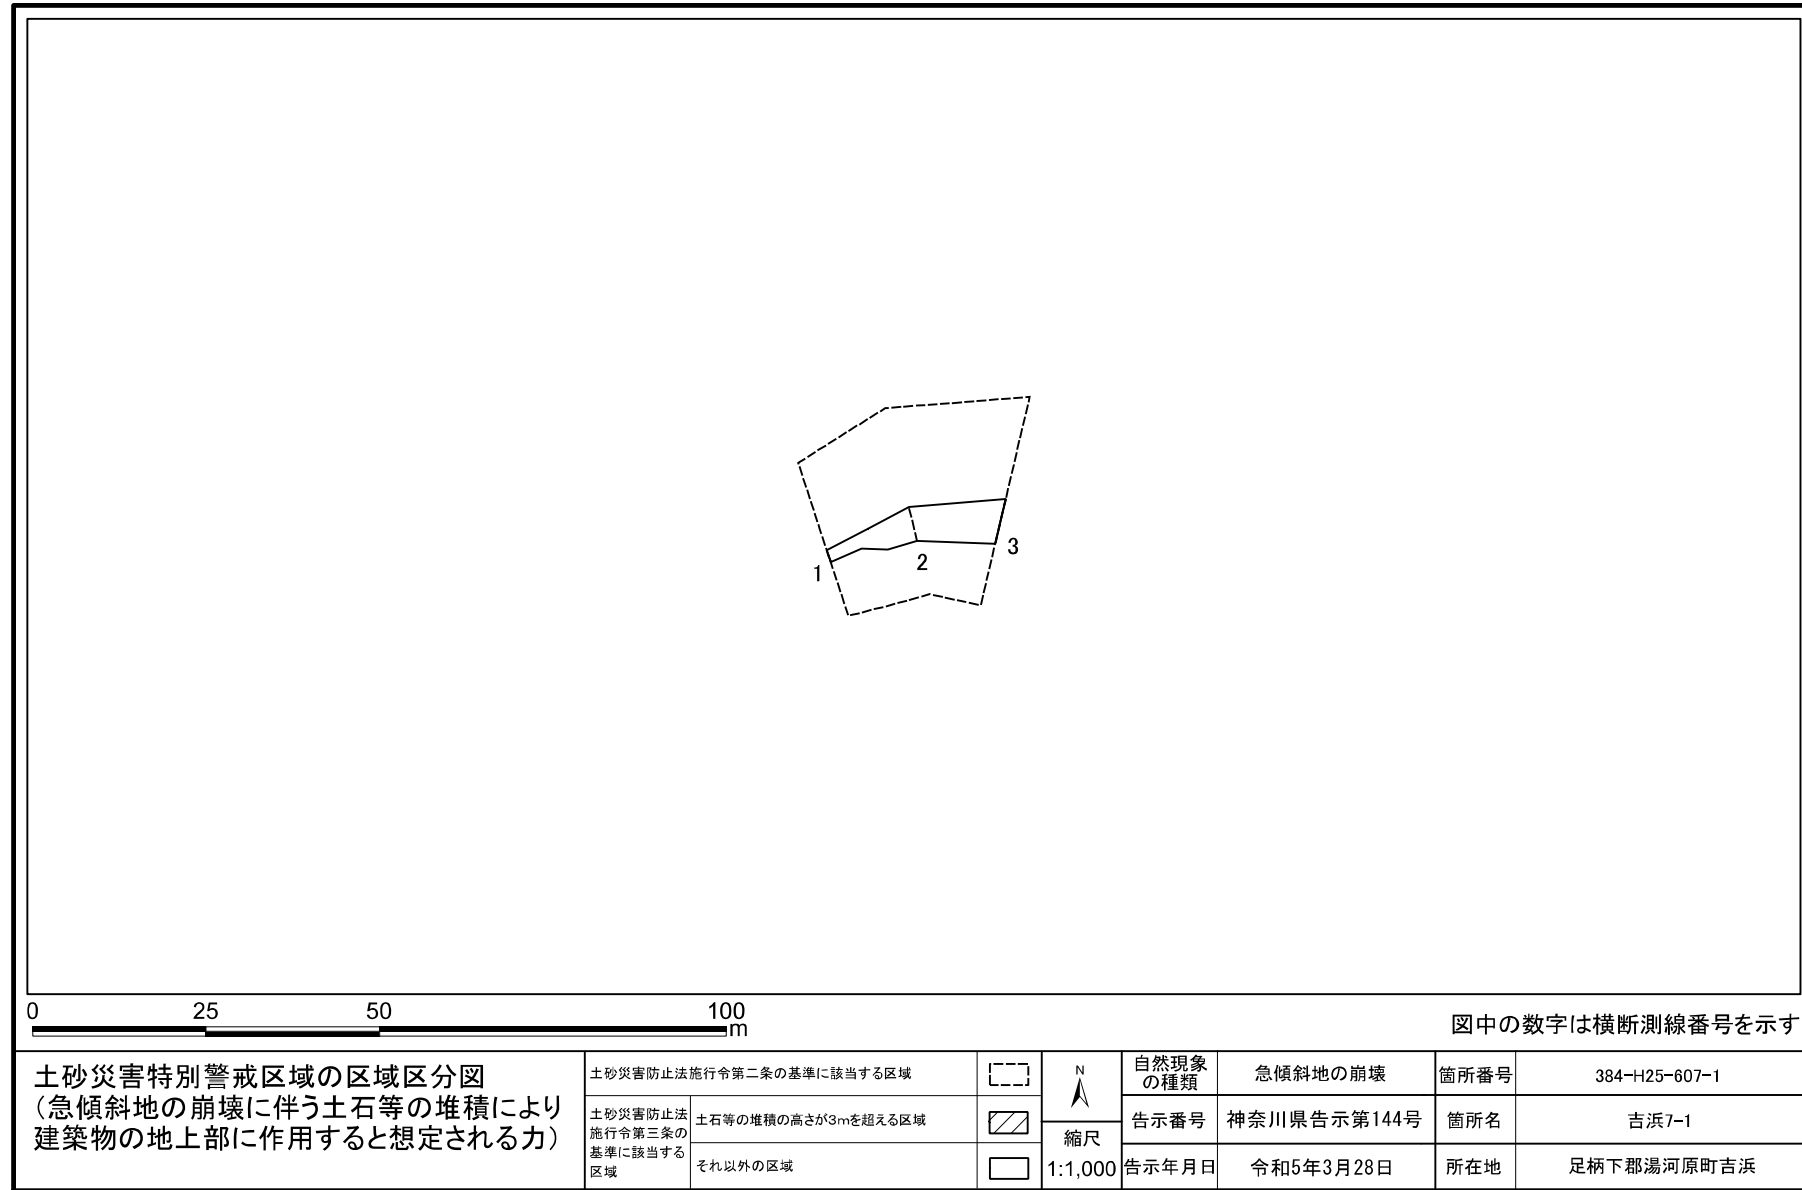 1
2
3
0 25 50 100
m
図中の数字は横断測線番号を示す
土砂災害特別警戒区域の区域区分図
（急傾斜地の崩壊に伴う土石等の堆積により
建築物の地上部に作用すると想定される力）
土砂災害防止法施行令第二条の基準に該当する区域
土砂災害防止法
施行令第三条の
基準に該当する
区域
土石等の堆積の高さが3mを超える区域
それ以外の区域
N
縮尺
1:1,000
自然現象
の種類
急傾斜地の崩壊
箇所番号
384-H25-607-1
告示番号
神奈川県告示第144号
箇所名
吉浜7-1
告示年月日
令和5年3月28日
所在地
足柄下郡湯河原町吉浜